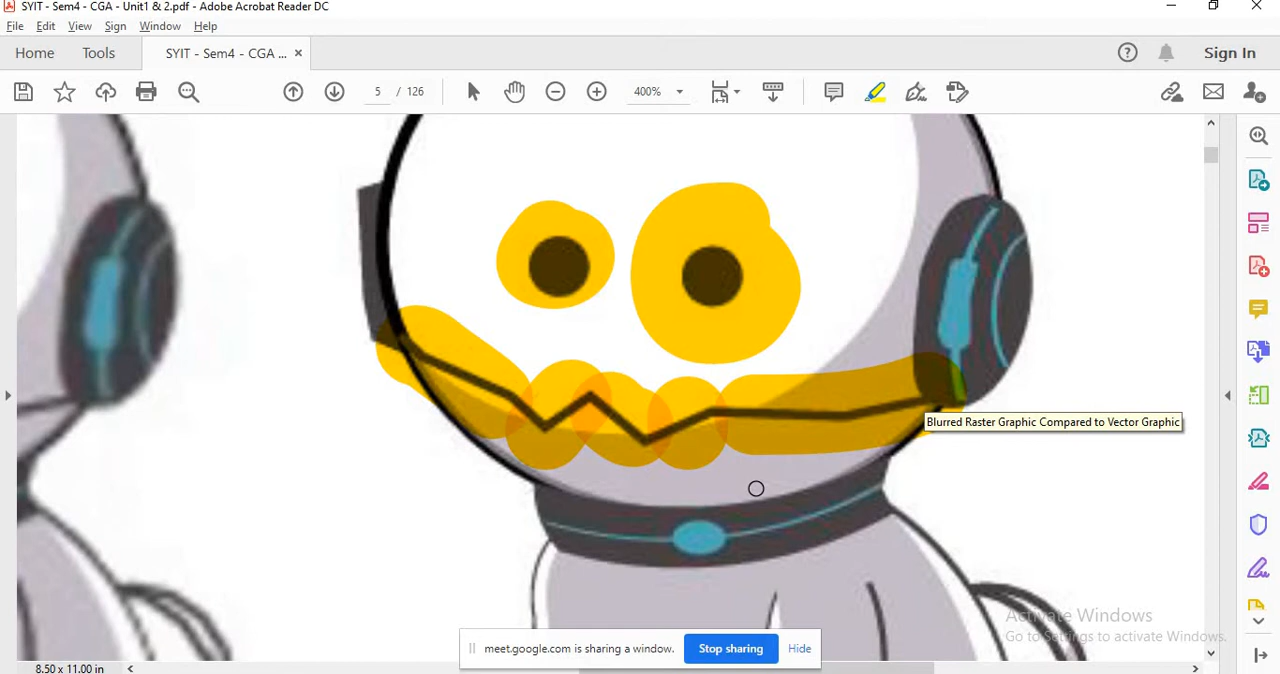 SYIT - Sem4 - CGA - Unit1 & 2.pdf - Adobe Acrobat Reader DC
File Edit View Sign Window Help
Home Tools SYIT - Sem4 - CGA ... Sign In
5 / 126 400%
Blurred Raster Graphic Compared to Vector Graphic
Activate Windows
Go to Settings to activate Windows.
meet.google.com is sharing a window. Stop sharing Hide
8.50 x 11.00 in